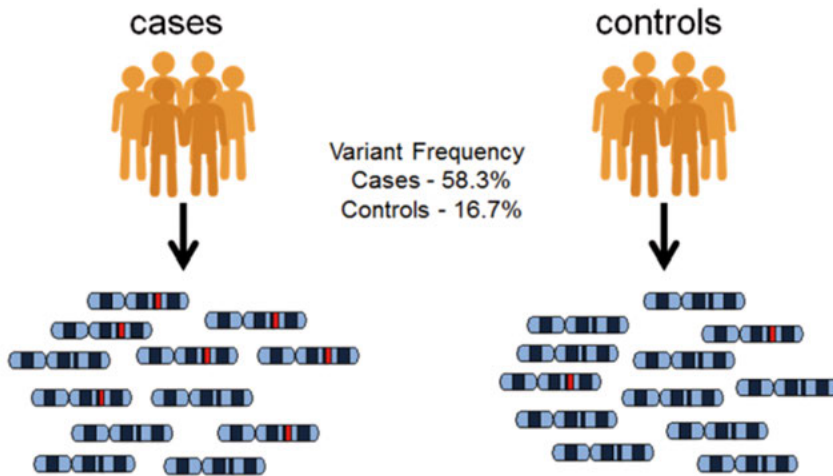 cases
controls
Variant Frequency
Cases - 58.3%
Controls - 16.7%